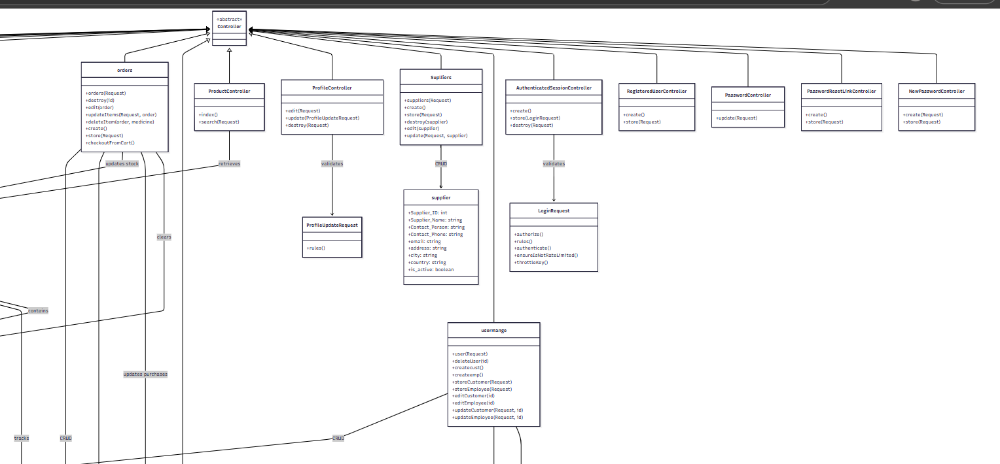 «abstract»
Controller
orders
+orders(Request)
+destroy(id)
+edit(order)
+updateItems(Request, order)
+deleteItem(order, medicine)
+create()
+store(Request)
+checkoutFromCart()
ProductController
+index()
+search(Request)
ProfileController
+edit(Request)
+update(ProfileUpdateRequest)
+destroy(Request)
Supliers
+suppliers(Request)
+create()
+store(Request)
+destroy(supplier)
+edit(supplier)
+update(Request, supplier)
AuthenticatedSessionController
+create()
+store(LoginRequest)
+destroy(Request)
RegisteredUserController
+create()
+store(Request)
PasswordController
+update(Request)
PasswordResetLinkController
+create()
+store(Request)
NewPasswordController
+create(Request)
+store(Request)
updates stock
retrieves
validates
CRUD
validates
supplier
+Supplier_ID: int
+Supplier_Name: string
+Contact_Person: string
+Contact_Phone: string
+email: string
+address: string
+city: string
+country: string
+is_active: boolean
LoginRequest
+authorize()
+rules()
+authenticate()
+ensureIsNotRateLimited()
+throttleKey()
ProfileUpdateRequest
+rules()
clears
contains
usermange
+user(Request)
+deleteUser(id)
+createcust()
+createemp()
+storeCustomer(Request)
+storeEmployee(Request)
+editCustomer(id)
+editEmployee(id)
+updateCustomer(Request, id)
+updateEmployee(Request, id)
updates purchases
tracks
CRUD
CRUD